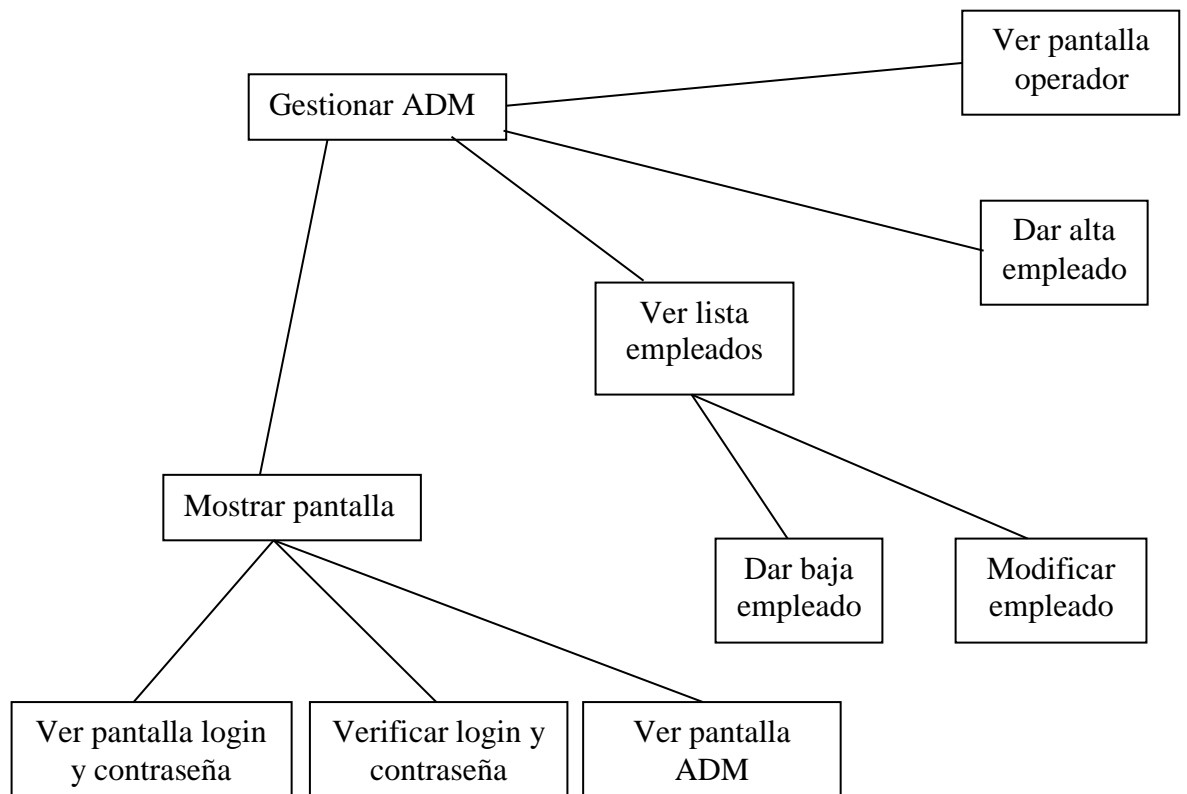 Ver pantalla
operador
Gestionar ADM
Dar alta
empleado
Ver lista
empleados
Mostrar pantalla
Dar baja
empleado
Modificar
empleado
Ver pantalla login
y contraseña
Verificar login y
contraseña
Ver pantalla
ADM